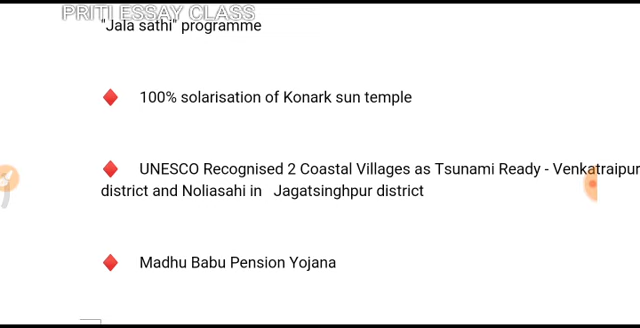 PRITI ESSAY CLASS
"Jala sathi" programme
100% solarisation of Konark sun temple
UNESCO Recognised 2 Coastal Villages as Tsunami Ready - Venkatraipur
district and Noliasahi in Jagatsinghpur district
Madhu Babu Pension Yojana